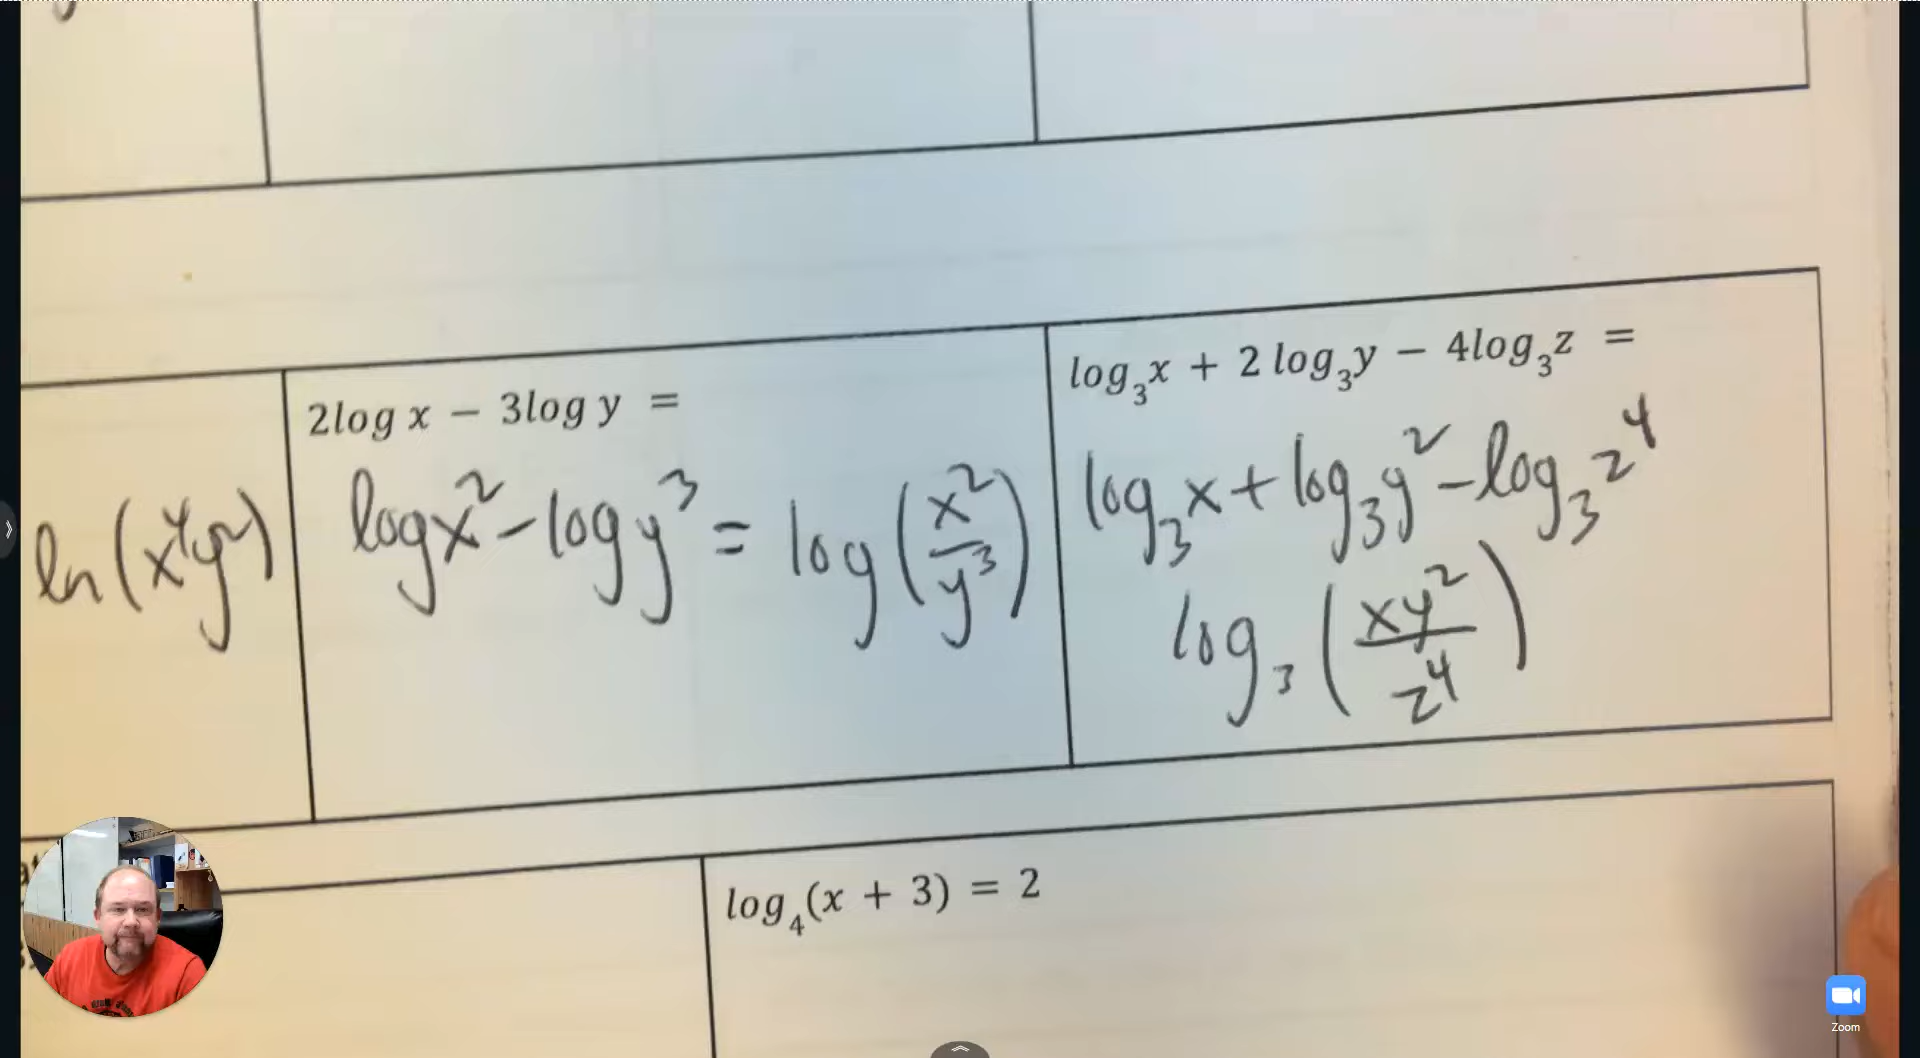 2log x − 3log y =
log₃x + 2 log₃y − 4log₃z =
ln(x⁴y²)
log x² − log y³ = log(x²/y³)
log₃x + log₃y² − log₃z⁴
log₃(xy²/z⁴)
log₄(x + 3) = 2
Zoom